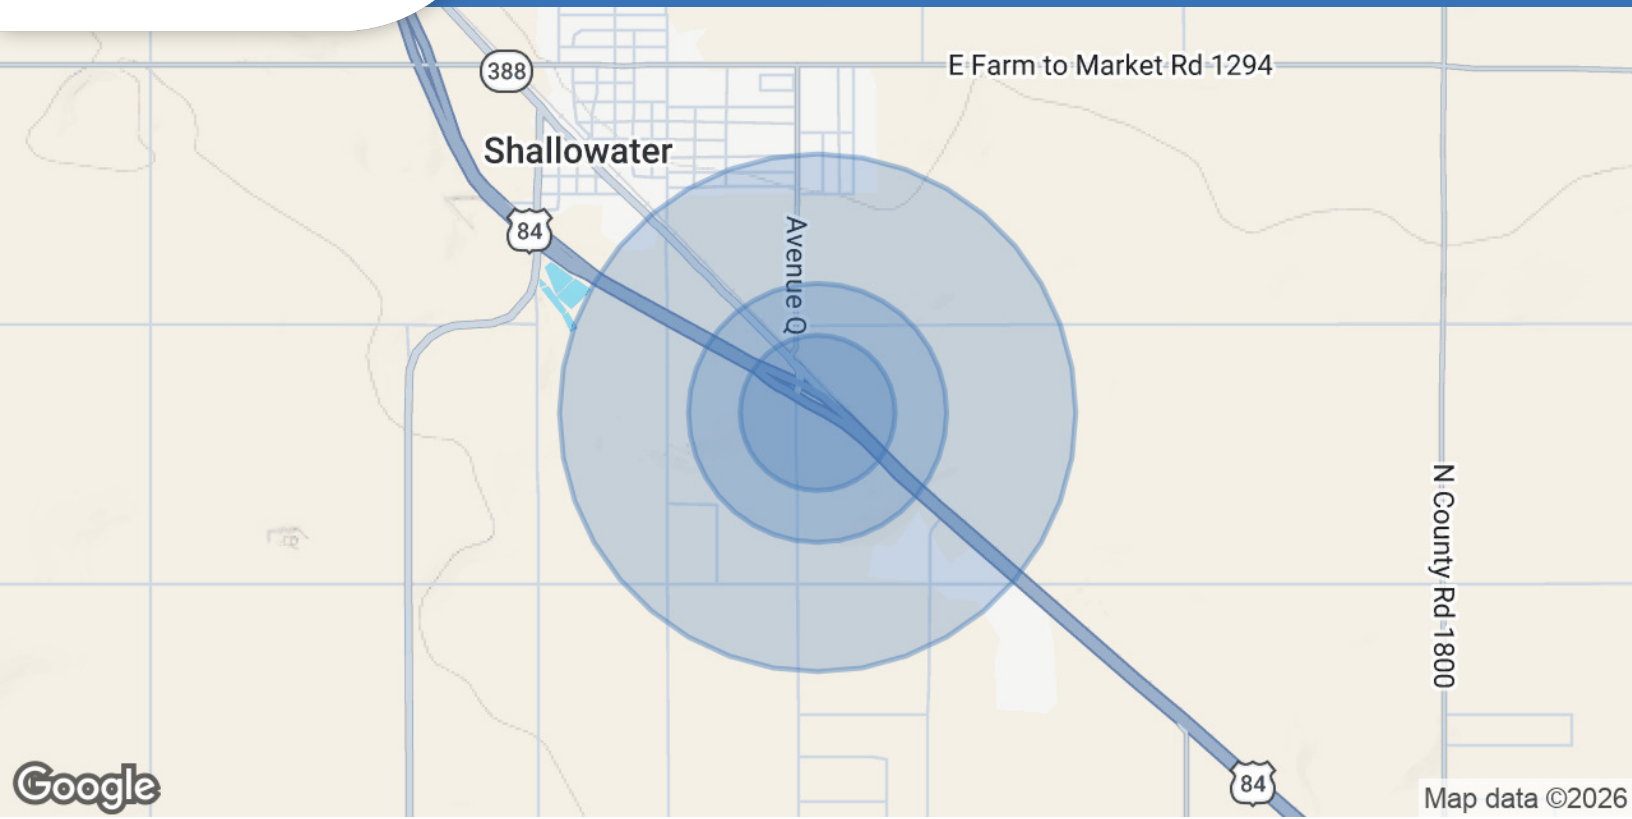 388
E Farm to Market Rd 1294
Shallowater
84
Avenue Q
N County Rd 1800
84
Google
Map data ©2026